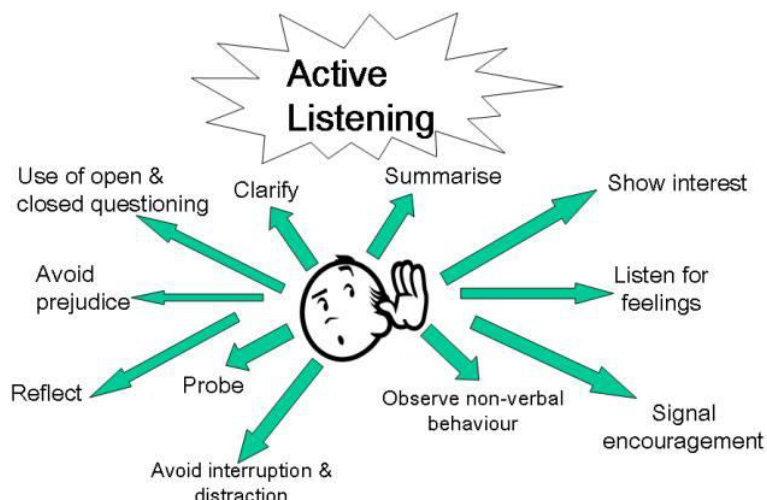 Active
Listening
Use of open &
closed questioning
Clarify
Summarise
Show interest
Avoid
prejudice
Listen for
feelings
Reflect
Probe
Observe non-verbal
behaviour
Signal
encouragement
Avoid interruption &
distraction